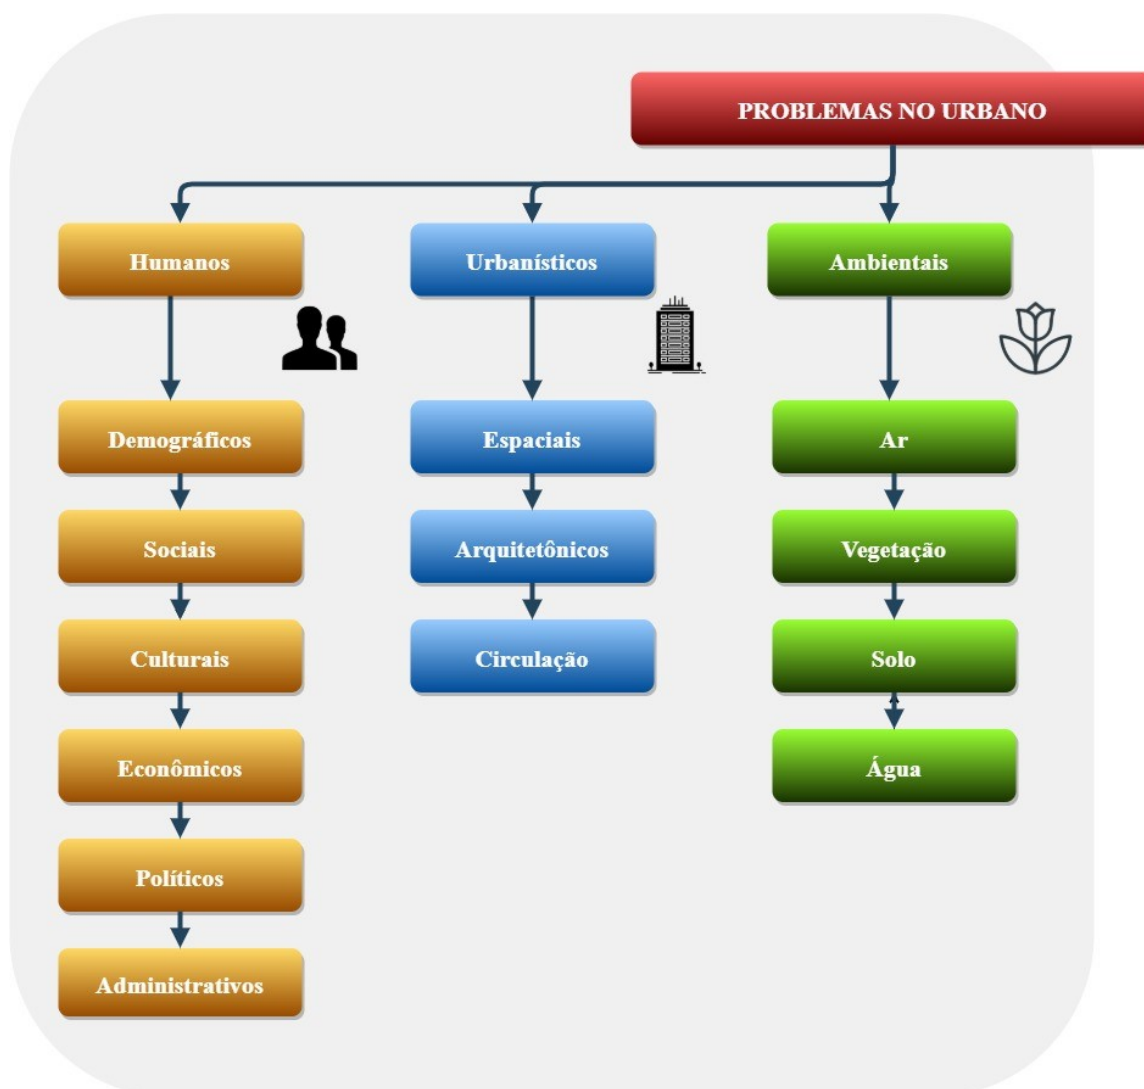 PROBLEMAS NO URBANO
Humanos
Urbanísticos
Ambientais
Demográficos
Espaciais
Ar
Sociais
Arquitetônicos
Vegetação
Culturais
Circulação
Solo
Econômicos
Água
Políticos
Administrativos